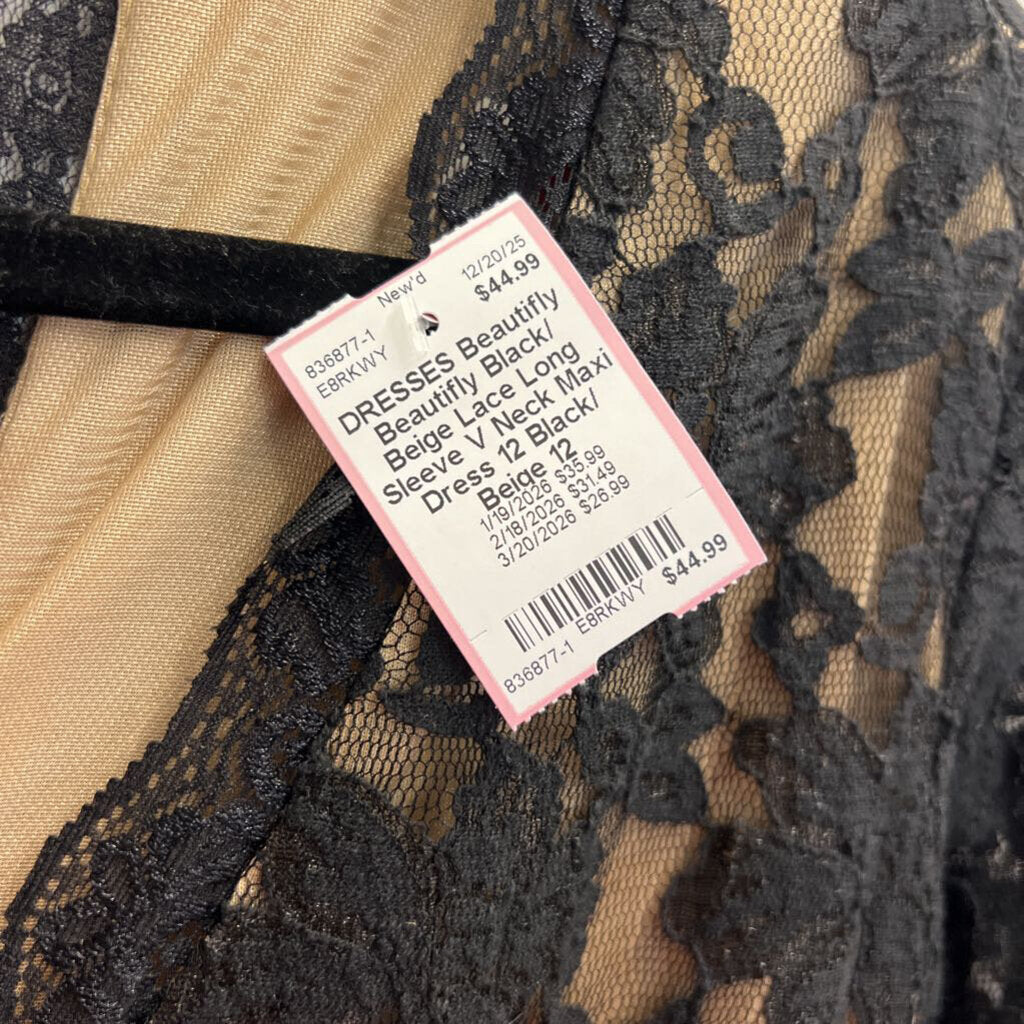 New'd 12/20/25
836877-1 $44.99
E8RKWY
DRESSES Beautifly
Beautifly Black/
Beige Lace Long
Sleeve V Neck Maxi
Dress 12 Black/
Beige 12
1/19/2026 $35.99
2/18/2026 $31.49
3/20/2026 $26.99
836877-1 E8RKWY $44.99